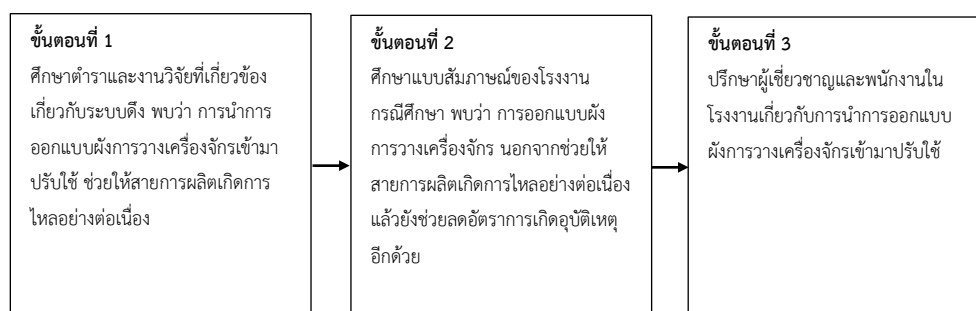 ขั้นตอนที่ 1
ศึกษาตำราและงานวิจัยที่เกี่ยวข้อง
เกี่ยวกับระบบดึง พบว่า การนำการ
ออกแบบผังการวางเครื่องจักรเข้ามา
ปรับใช้ ช่วยให้สายการผลิตเกิดการ
ไหลอย่างต่อเนื่อง
ขั้นตอนที่ 2
ศึกษาแบบสัมภาษณ์ของโรงงาน
กรณีศึกษา พบว่า การออกแบบผัง
การวางเครื่องจักร นอกจากช่วยให้
สายการผลิตเกิดการไหลอย่างต่อเนื่อง
แล้วยังช่วยลดอัตราการเกิดอุบัติเหตุ
อีกด้วย
ขั้นตอนที่ 3
ปรึกษาผู้เชี่ยวชาญและพนักงานใน
โรงงานเกี่ยวกับการนำการออกแบบ
ผังการวางเครื่องจักรเข้ามาปรับใช้